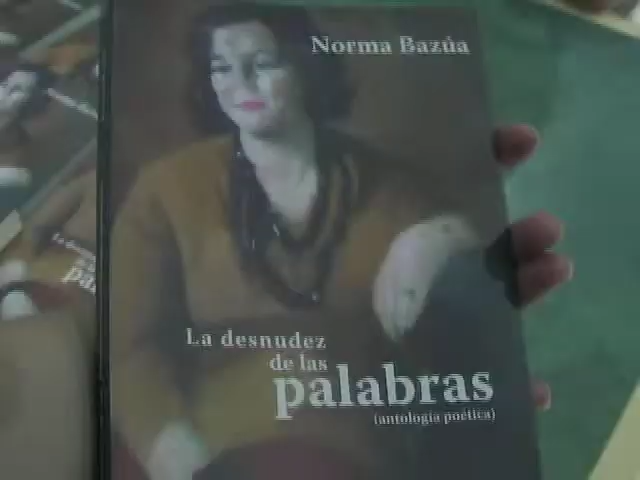 Norma Bazúa
La desnudez
de las
palabras
(antología poética)